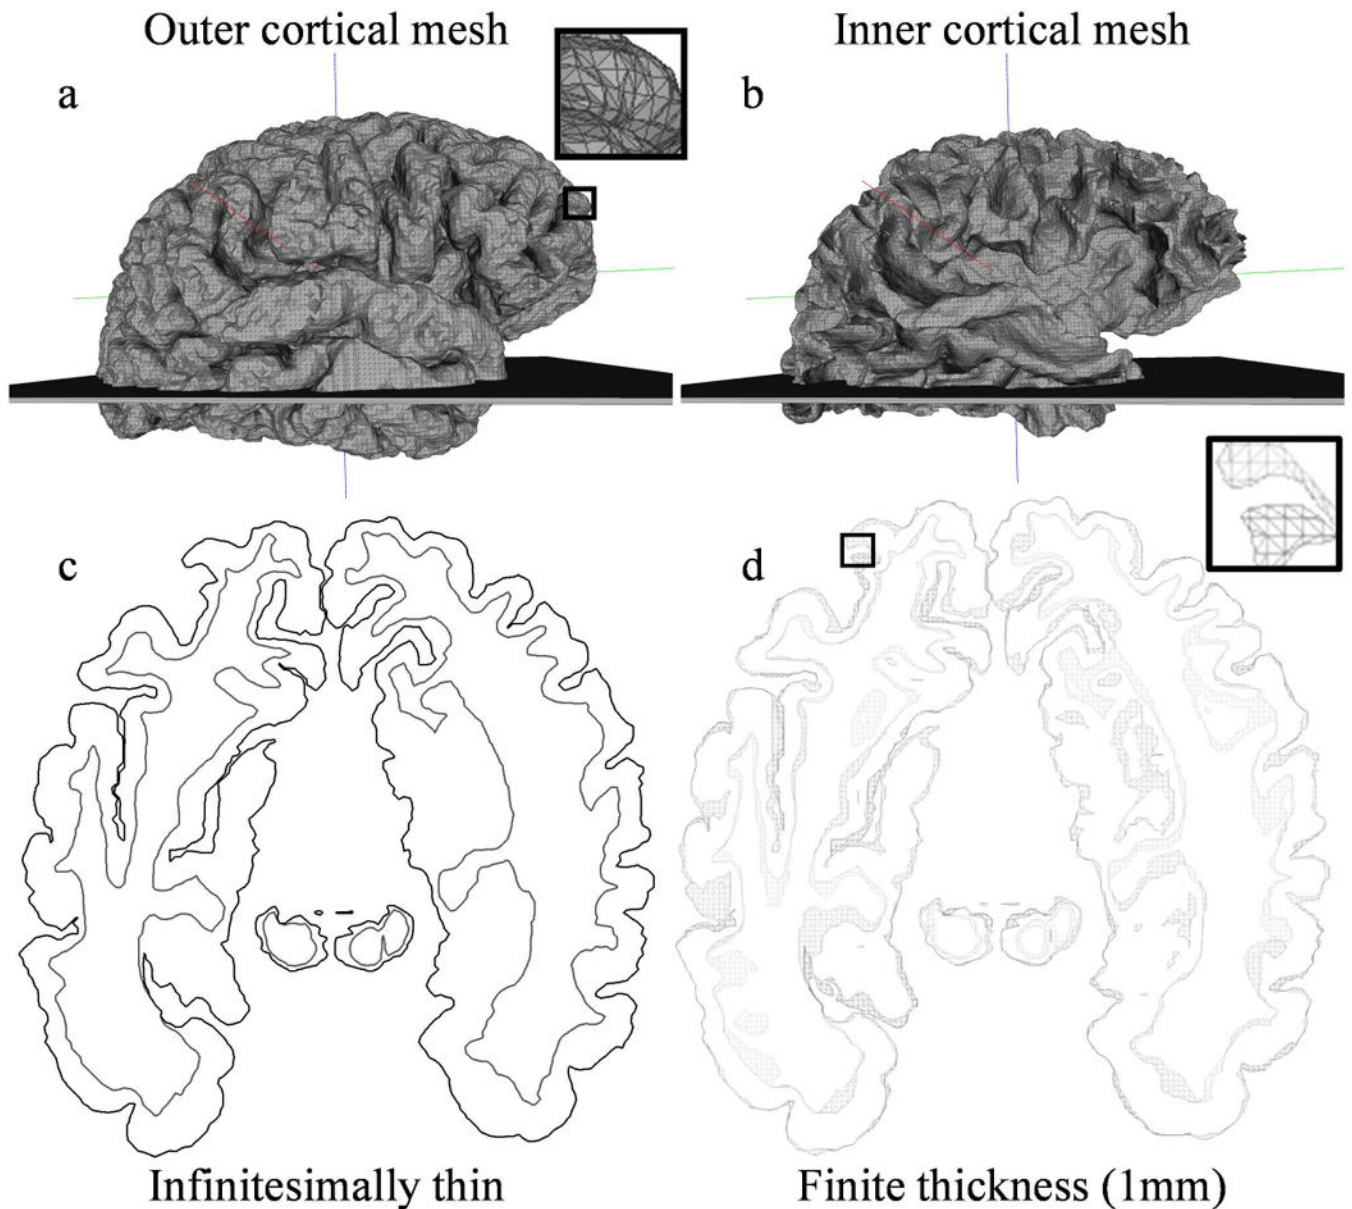 Outer cortical mesh
Inner cortical mesh
a
b
c
d
Infinitesimally thin
Finite thickness (1mm)